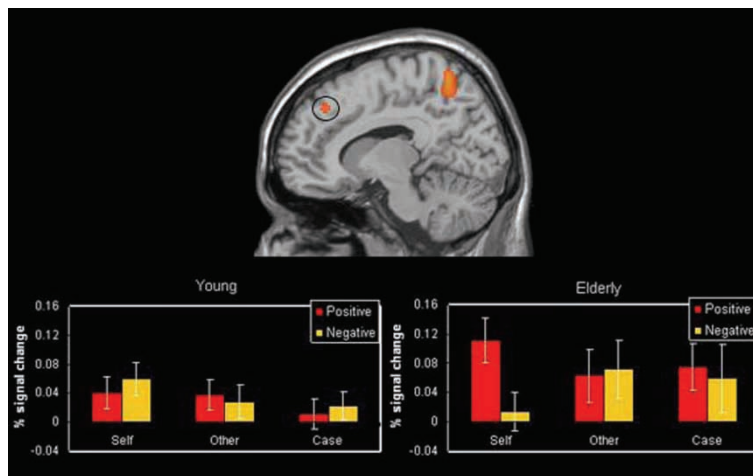 Young
% signal change
0.16
0.12
0.08
0.04
0
-0.04
Positive
Negative
Self
Other
Case
Elderly
% signal change
0.16
0.12
0.08
0.04
0
-0.04
Positive
Negative
Self
Other
Case